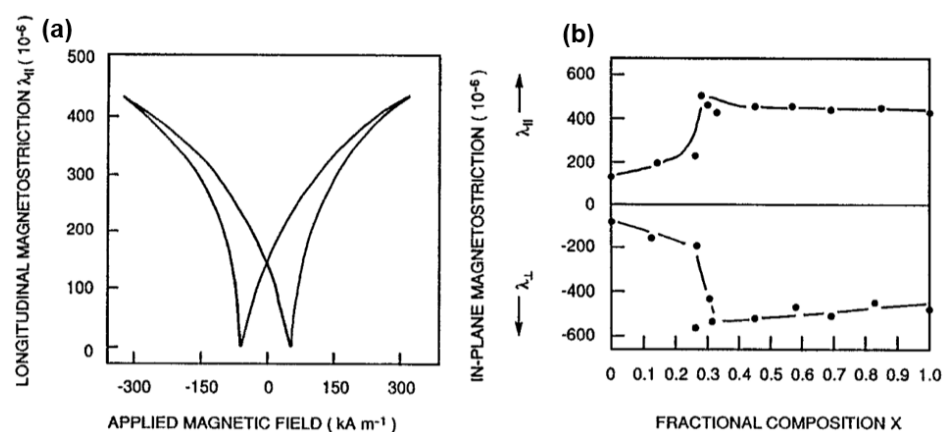 (a)
LONGITUDINAL MAGNETOSTRICTION λ|| (10⁻⁶)
500
400
300
200
100
0
-300 -150 0 150 300
APPLIED MAGNETIC FIELD ( kA m⁻¹ )
(b)
IN-PLANE MAGNETOSTRICTION ( 10⁻⁶)
λ||
λ⊥
600
400
200
0
-200
-400
-600
0 0.1 0.2 0.3 0.4 0.5 0.6 0.7 0.8 0.9 1.0
FRACTIONAL COMPOSITION X